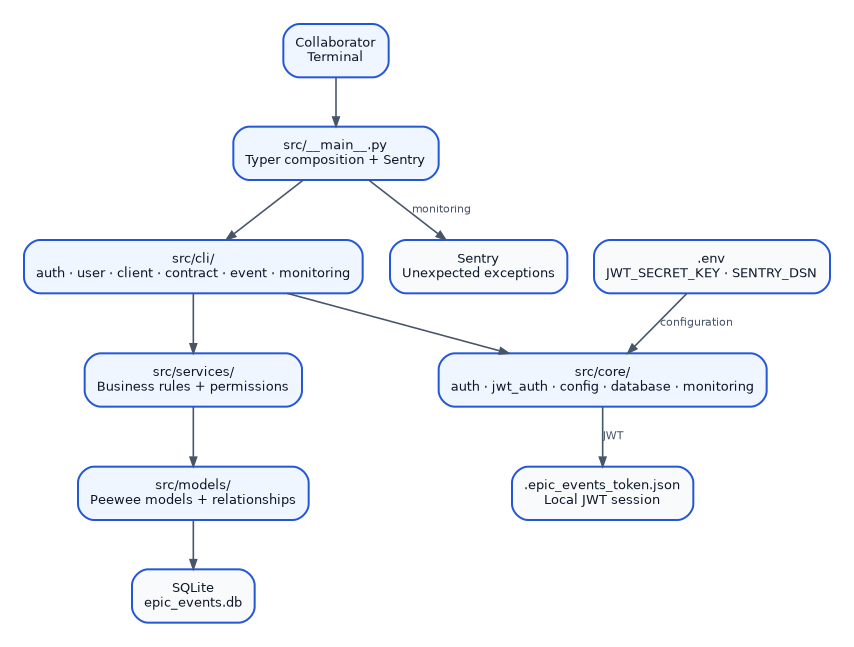 Collaborator
Terminal
src/__main__.py
Typer composition + Sentry
monitoring
src/cli/
auth · user · client · contract · event · monitoring
Sentry
Unexpected exceptions
.env
JWT_SECRET_KEY · SENTRY_DSN
configuration
src/services/
Business rules + permissions
src/core/
auth · jwt_auth · config · database · monitoring
JWT
src/models/
Peewee models + relationships
.epic_events_token.json
Local JWT session
SQLite
epic_events.db